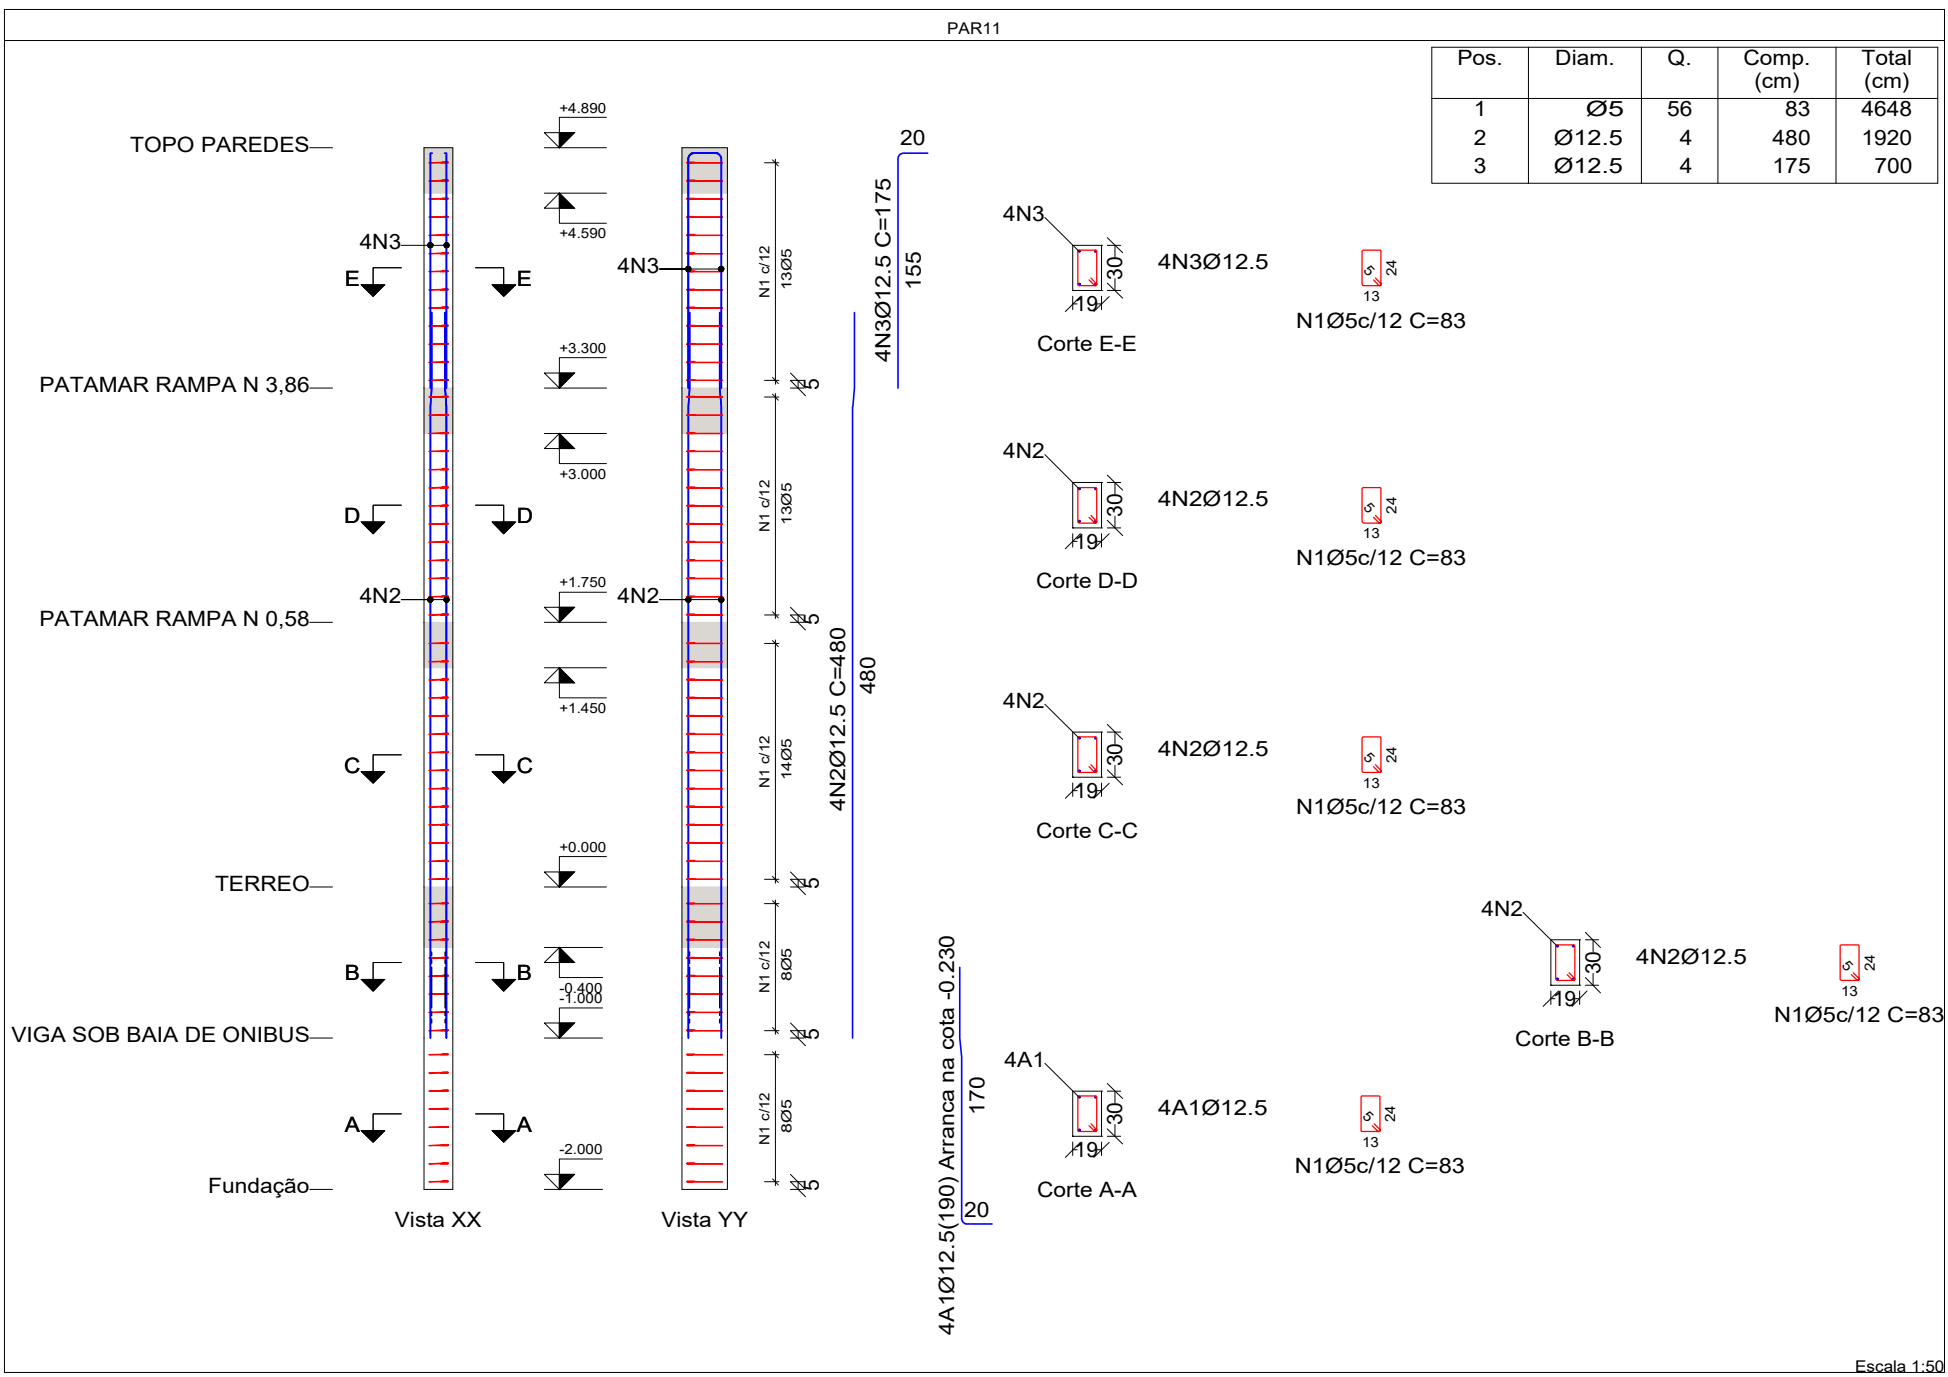 PAR11
Pos. Diam. Q. Comp. (cm) Total (cm)
1 Ø5 56 83 4648
2 Ø12.5 4 480 1920
3 Ø12.5 4 175 700
TOPO PAREDES
+4.890
+4.590
4N3
E E
4N3
N1 c/12
13Ø5
20
4N3Ø12.5 C=175
155
PATAMAR RAMPA N 3,86
+3.300
+3.000
5
N1 c/12
13Ø5
D D
4N2
4N2
PATAMAR RAMPA N 0,58
+1.750
+1.450
5
N1 c/12
14Ø5
4N2Ø12.5 C=480
480
C C
TERREO
+0.000
-0.400
5
N1 c/12
8Ø5
B B
VIGA SOB BAIA DE ONIBUS
-1.000
5
N1 c/12
8Ø5
A A
Fundação
-2.000
5
Vista XX
Vista YY
4A1Ø12.5(190) Arranca na cota -0.230
170
20
4N3
30
19
4N3Ø12.5
5
24
13
N1Ø5c/12 C=83
Corte E-E
4N2
30
19
4N2Ø12.5
5
24
13
N1Ø5c/12 C=83
Corte D-D
4N2
30
19
4N2Ø12.5
5
24
13
N1Ø5c/12 C=83
Corte C-C
4N2
30
19
4N2Ø12.5
5
24
13
N1Ø5c/12 C=83
Corte B-B
4A1
30
19
4A1Ø12.5
5
24
13
N1Ø5c/12 C=83
Corte A-A
Escala 1:50